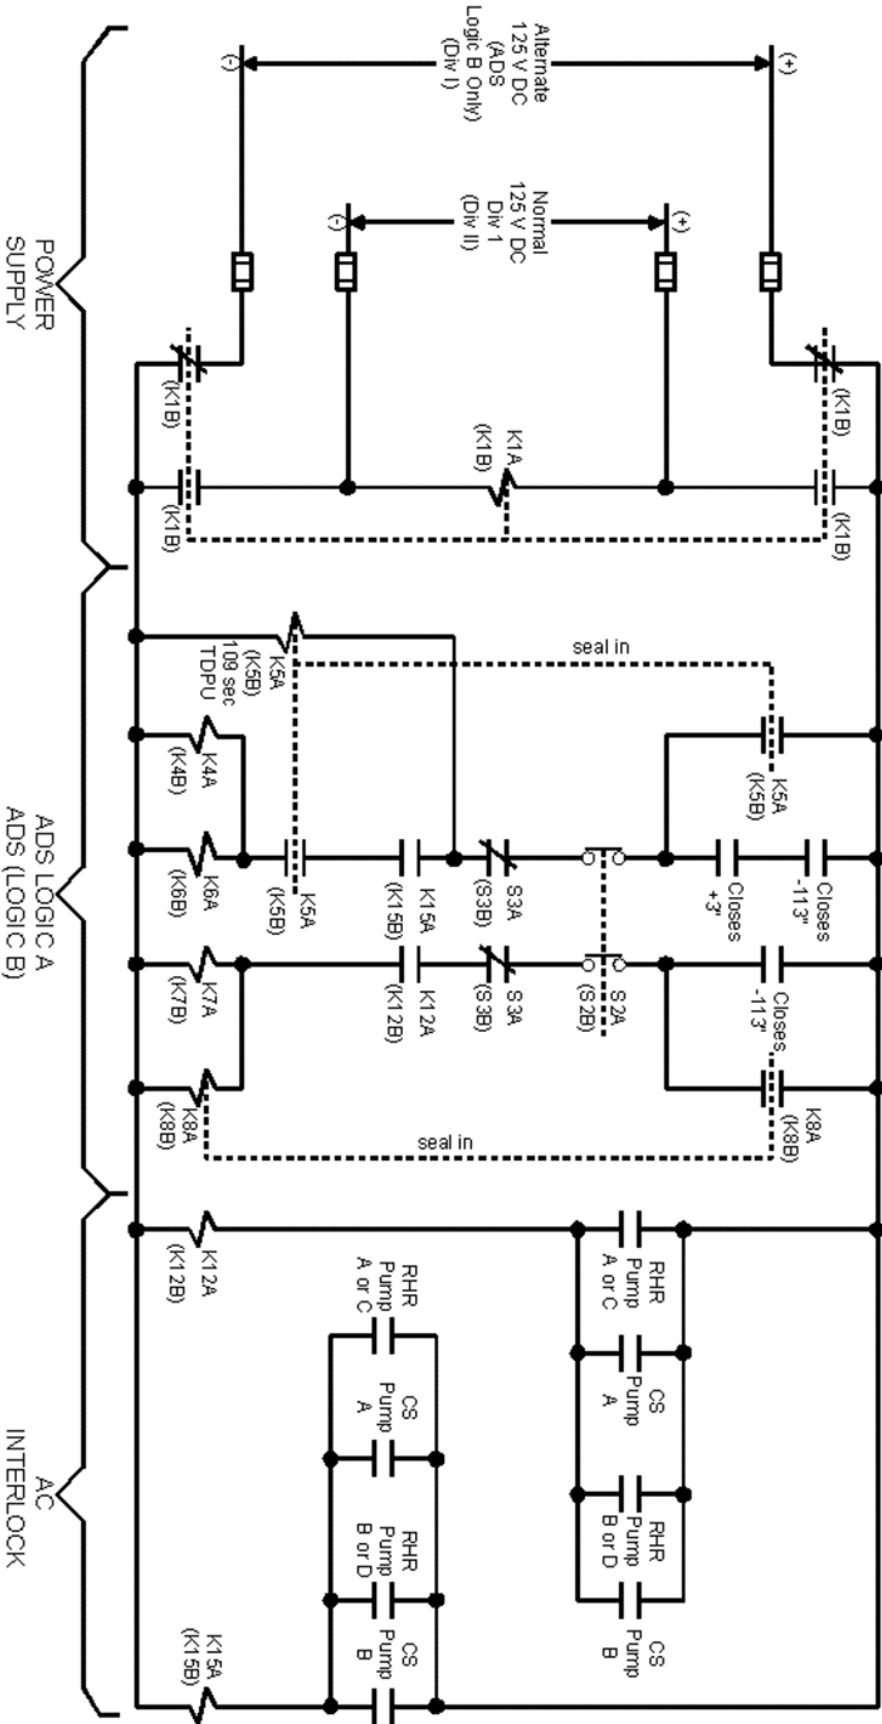 Alternate
125 V DC
(ADS
Logic B Only)
(Div I)
(+)
(-)
Normal
125 V DC
Div 1
(Div II)
(+)
(-)
(K1B)
(K1B)
K1A
(K1B)
(K1B)
(K1B)
POWER
SUPPLY
seal in
K5A
(K5B)
109 sec
TDPU
K5A
(K5B)
K4A
(K4B)
Closes
-113"
Closes
+3"
S3A
(S3B)
K15A
(K15B)
K5A
(K5B)
K6A
(K6B)
Closes
-113"
S2A
(S2B)
S3A
(S3B)
K12A
(K12B)
K7A
(K7B)
K8A
(K8B)
K8A
(K8B)
seal in
ADS LOGIC A
ADS (LOGIC B)
RHR
Pump
A or C
CS
Pump
A
RHR
Pump
B or D
CS
Pump
B
K12A
(K12B)
RHR
Pump
A or C
CS
Pump
A
RHR
Pump
B or D
CS
Pump
B
K15A
(K15B)
AC
INTERLOCK